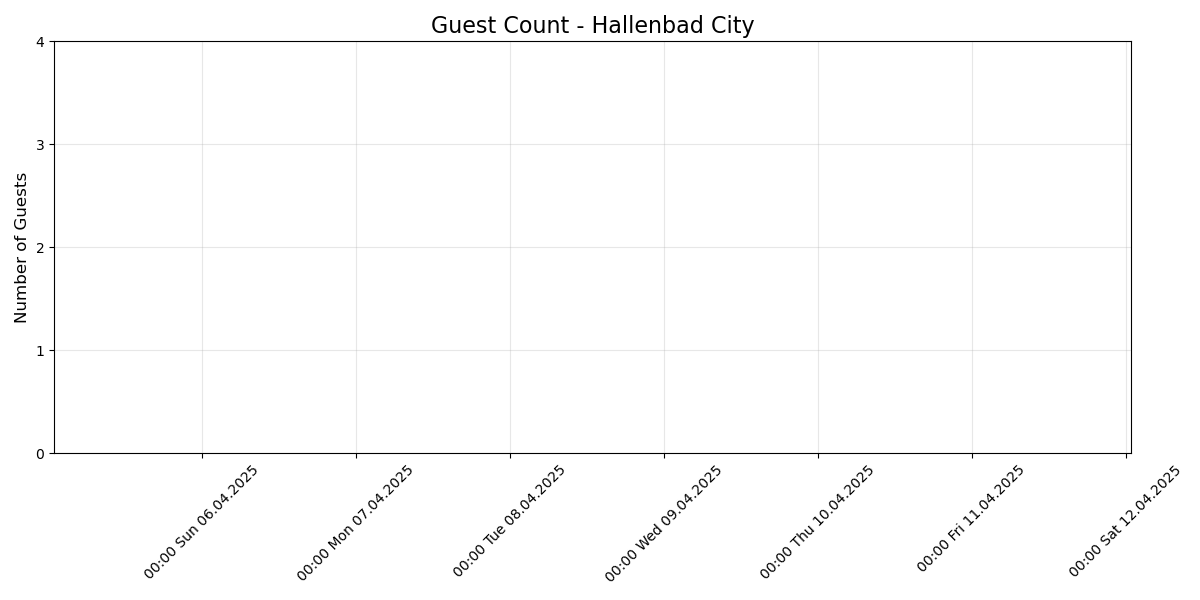 Guest Count - Hallenbad City
Number of Guests
4
3
2
1
0
00:00 Sun 06.04.2025
00:00 Mon 07.04.2025
00:00 Tue 08.04.2025
00:00 Wed 09.04.2025
00:00 Thu 10.04.2025
00:00 Fri 11.04.2025
00:00 Sat 12.04.2025